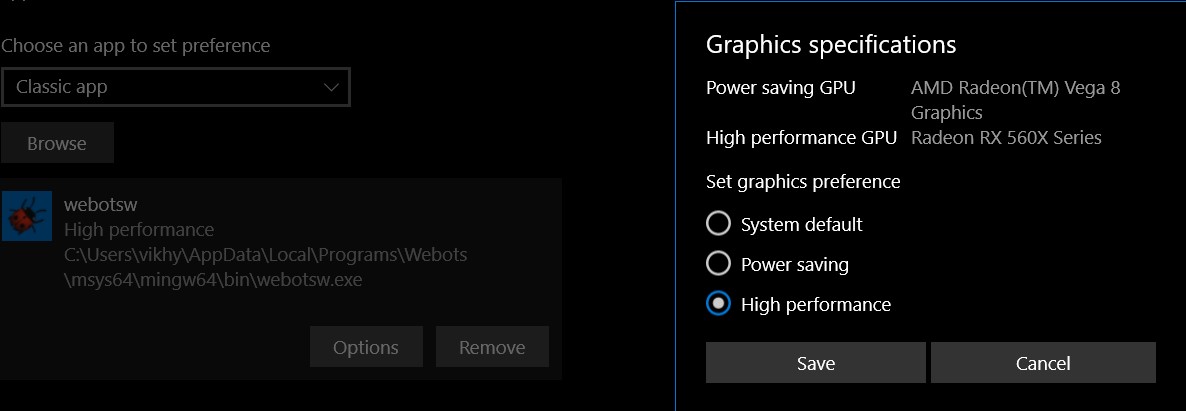 Choose an app to set preference
Classic app
Browse
webotsw
High performance
C:\Users\vikhy\AppData\Local\Programs\Webots
\msys64\mingw64\bin\webotsw.exe
Options Remove
Graphics specifications
Power saving GPU AMD Radeon(TM) Vega 8
Graphics
High performance GPU Radeon RX 560X Series
Set graphics preference
System default
Power saving
High performance
Save Cancel